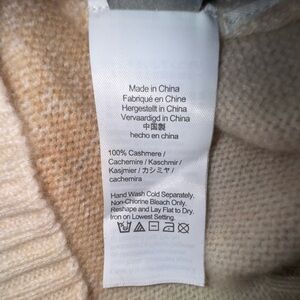 Made in China
Fabriqué en Chine
Hergestellt in China
Vervaardigd in China
中国製
hecho en china
100% Cashmere /
Cachemire / Kaschmir /
Kasjmier / カシミヤ /
cachemira
Hand Wash Cold Separately.
Non-Chlorine Bleach Only.
Reshape and Lay Flat to Dry.
Iron on Lowest Setting.